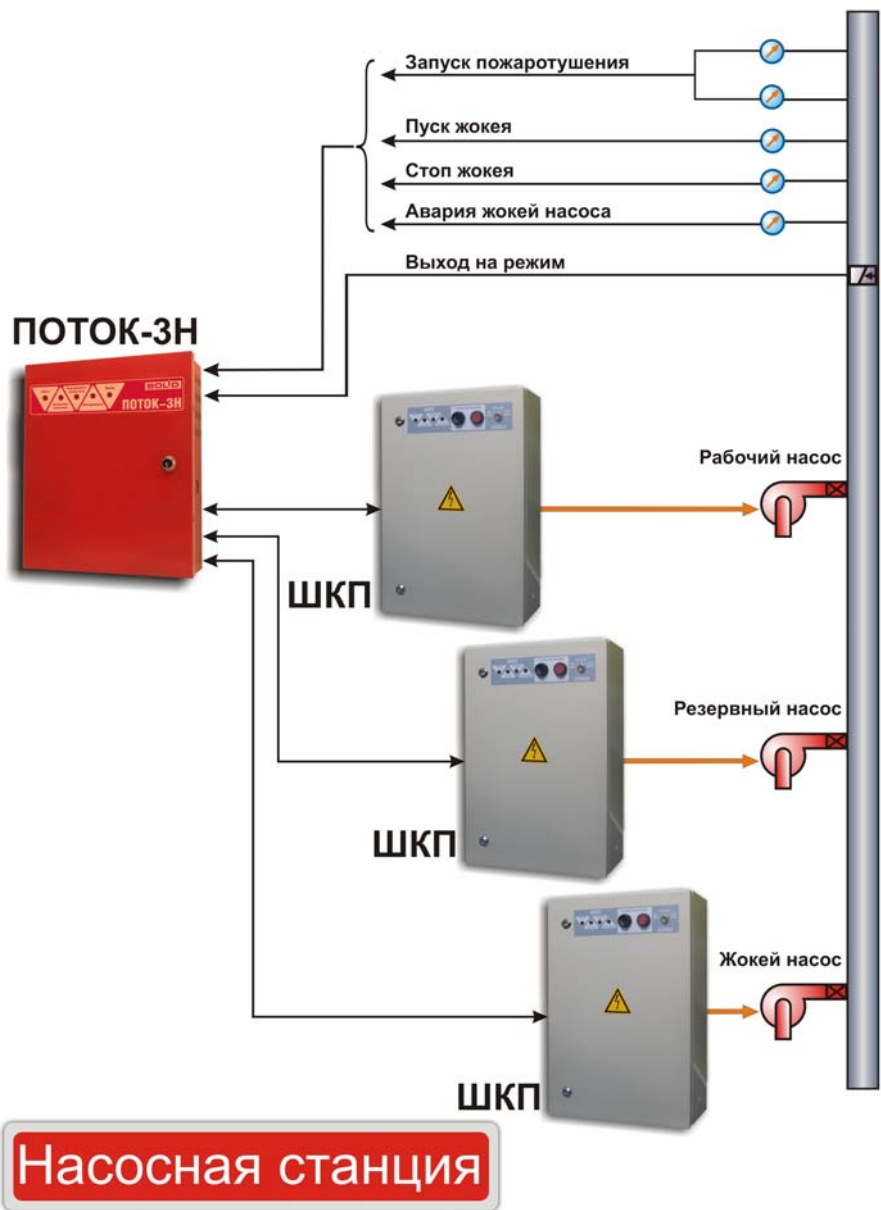 Запуск пожаротушения
Пуск жокея
Стоп жокея
Авария жокей насоса
Выход на режим
ПОТОК-3Н
BOLID
ПОТОК-3Н
Рабочий насос
ШКП
Резервный насос
ШКП
Жокей насос
ШКП
Насосная станция